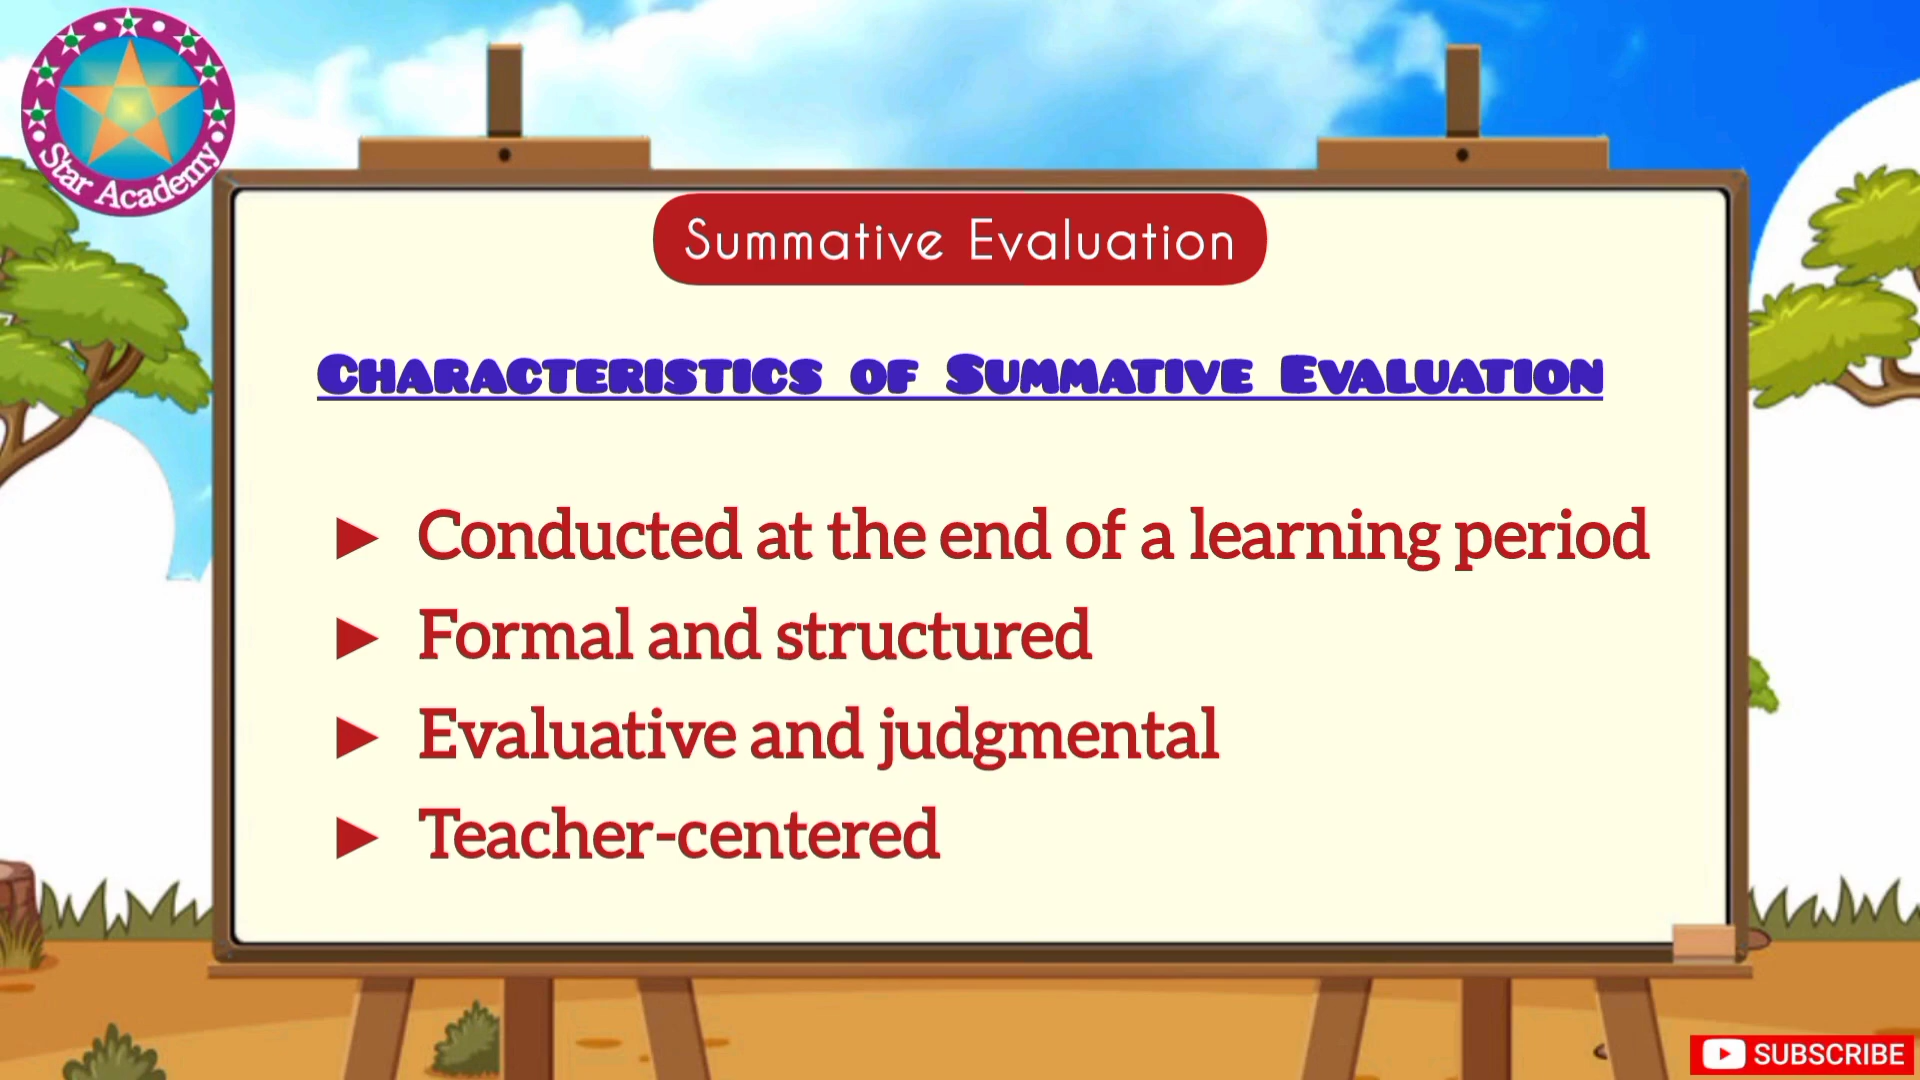 Star Academy
Summative Evaluation
Characteristics of Summative Evaluation
► Conducted at the end of a learning period
► Formal and structured
► Evaluative and judgmental
► Teacher-centered
SUBSCRIBE